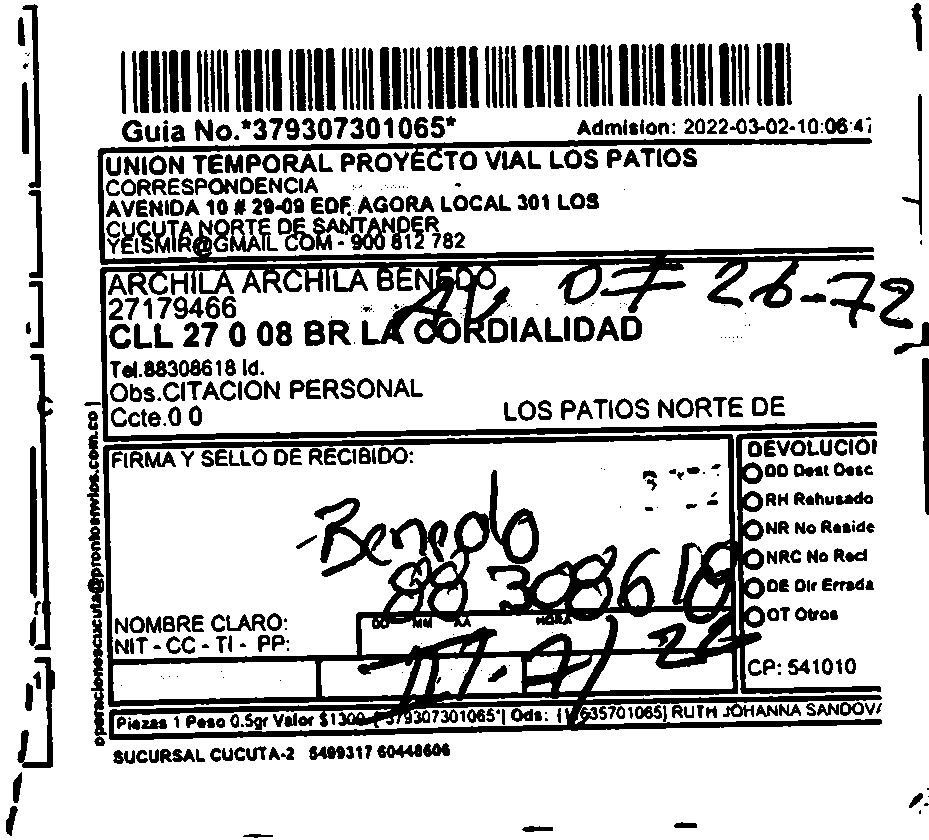 Guia No.*379307301065*
Admision: 2022-03-02-10:06:47
UNION TEMPORAL PROYECTO VIAL LOS PATIOS
CORRESPONDENCIA
AVENIDA 10 # 29-09 EDF. AGORA LOCAL 301 LOS
CUCUTA NORTE DE SANTANDER
YEISMIR@GMAIL COM - 900 812 782
ARCHILA ARCHILA BENEDO
27179466
AV 07 26-72
CLL 27 0 08 BR LA CORDIALIDAD
Tel.88308618 Id.
Obs.CITACION PERSONAL
Ccte.0 0
LOS PATIOS NORTE DE
operacionescucuta@prontoenvios.com.co
FIRMA Y SELLO DE RECIBIDO:
Benedo
88308618
NOMBRE CLARO:
NIT - CC - TI - PP:
DD MM AA HORA
22
DEVOLUCIO
DD Dest Desc
RH Rehusado
NR No Reside
NRC No Recl
DE Dir Errada
OT Otros
CP: 541010
Piezas 1 Peso 0.5gr Valor $1300 [*379307301065*] Ods: 635701065] RUTH JOHANNA SANDOVA
SUCURSAL CUCUTA-2 5499317 60448606